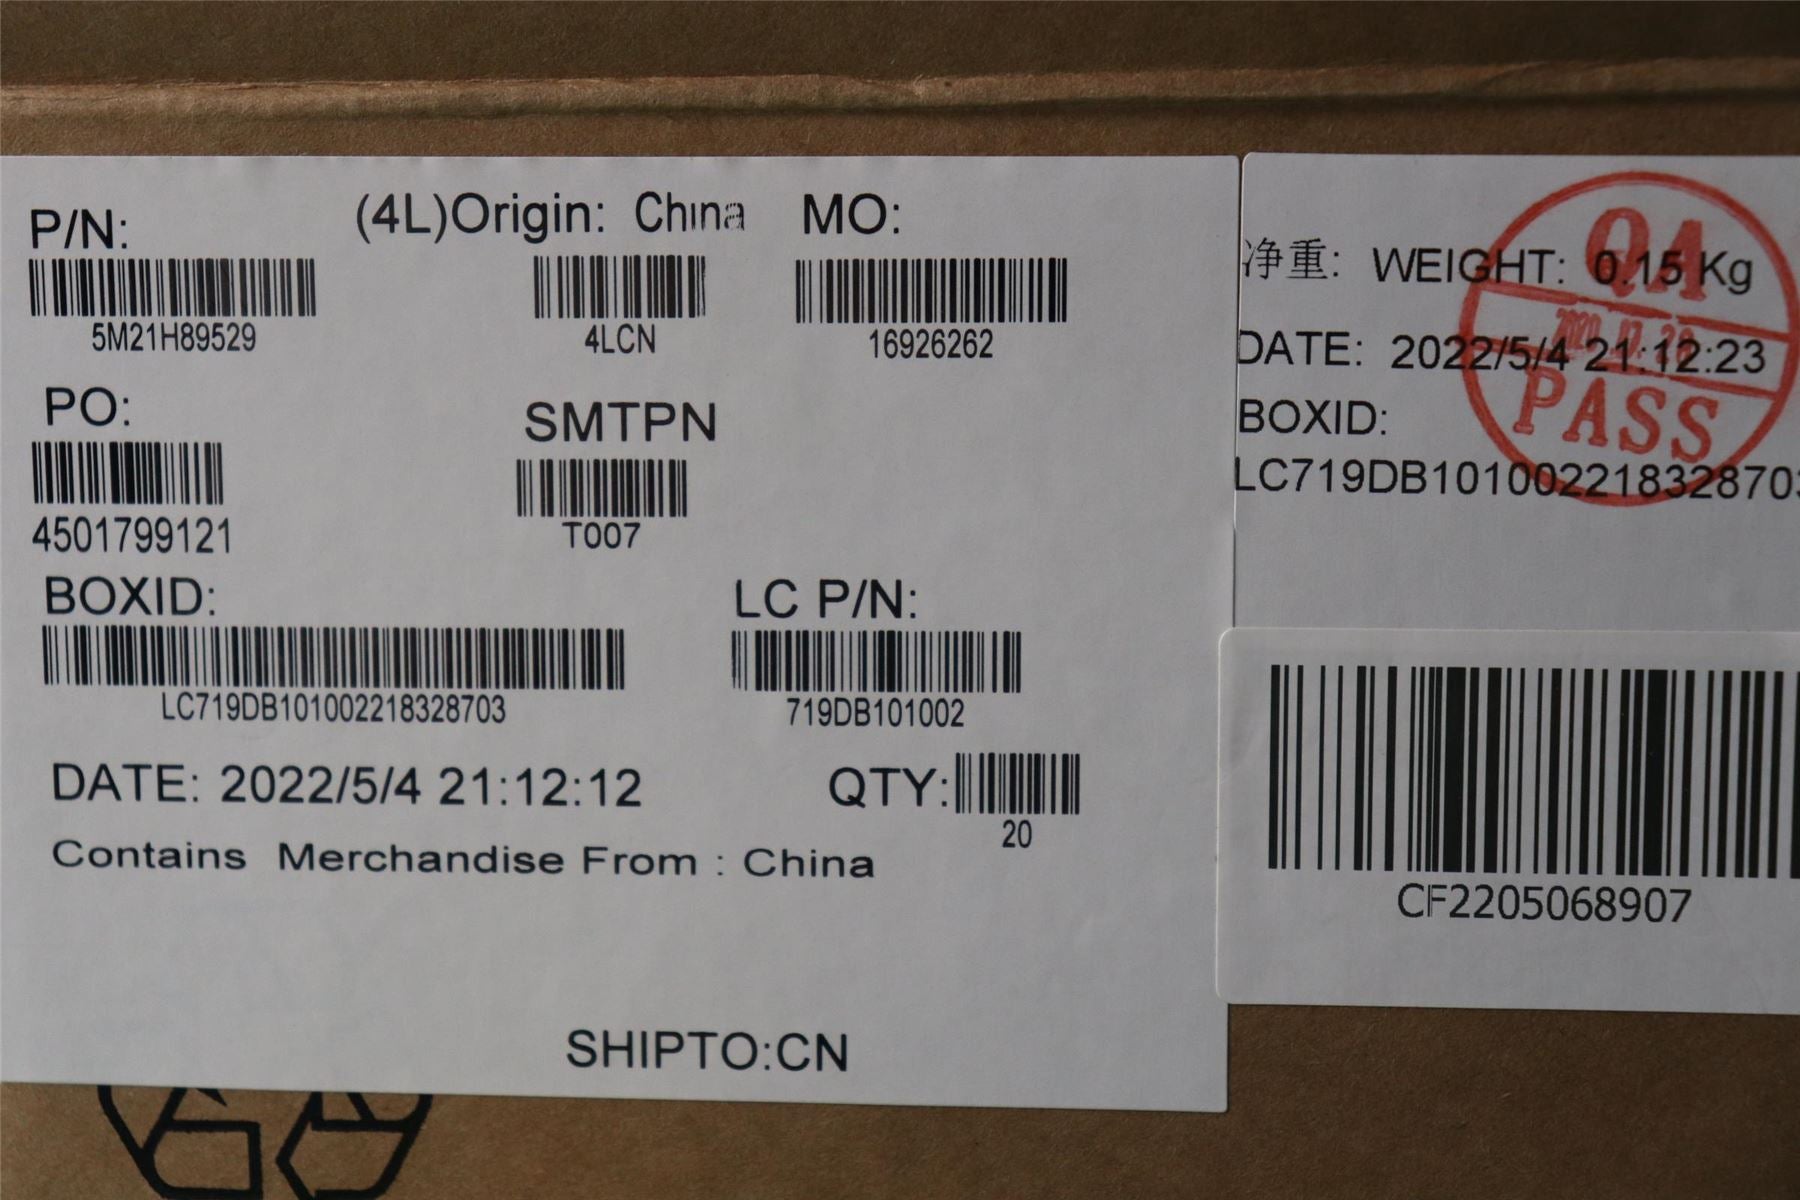 P/N: (4L)Origin: China MO:
5M21H89529 4LCN 16926262
PO: SMTPN
4501799121 T007
BOXID: LC P/N:
LC719DB101002218328703 719DB101002
DATE: 2022/5/4 21:12:12 QTY:
20
Contains Merchandise From : China
SHIPTO:CN
净重: WEIGHT: 0.15 Kg
DATE: 2022/5/4 21:12:23
BOXID:
LC719DB101002218328703
QA
PASS
CF2205068907